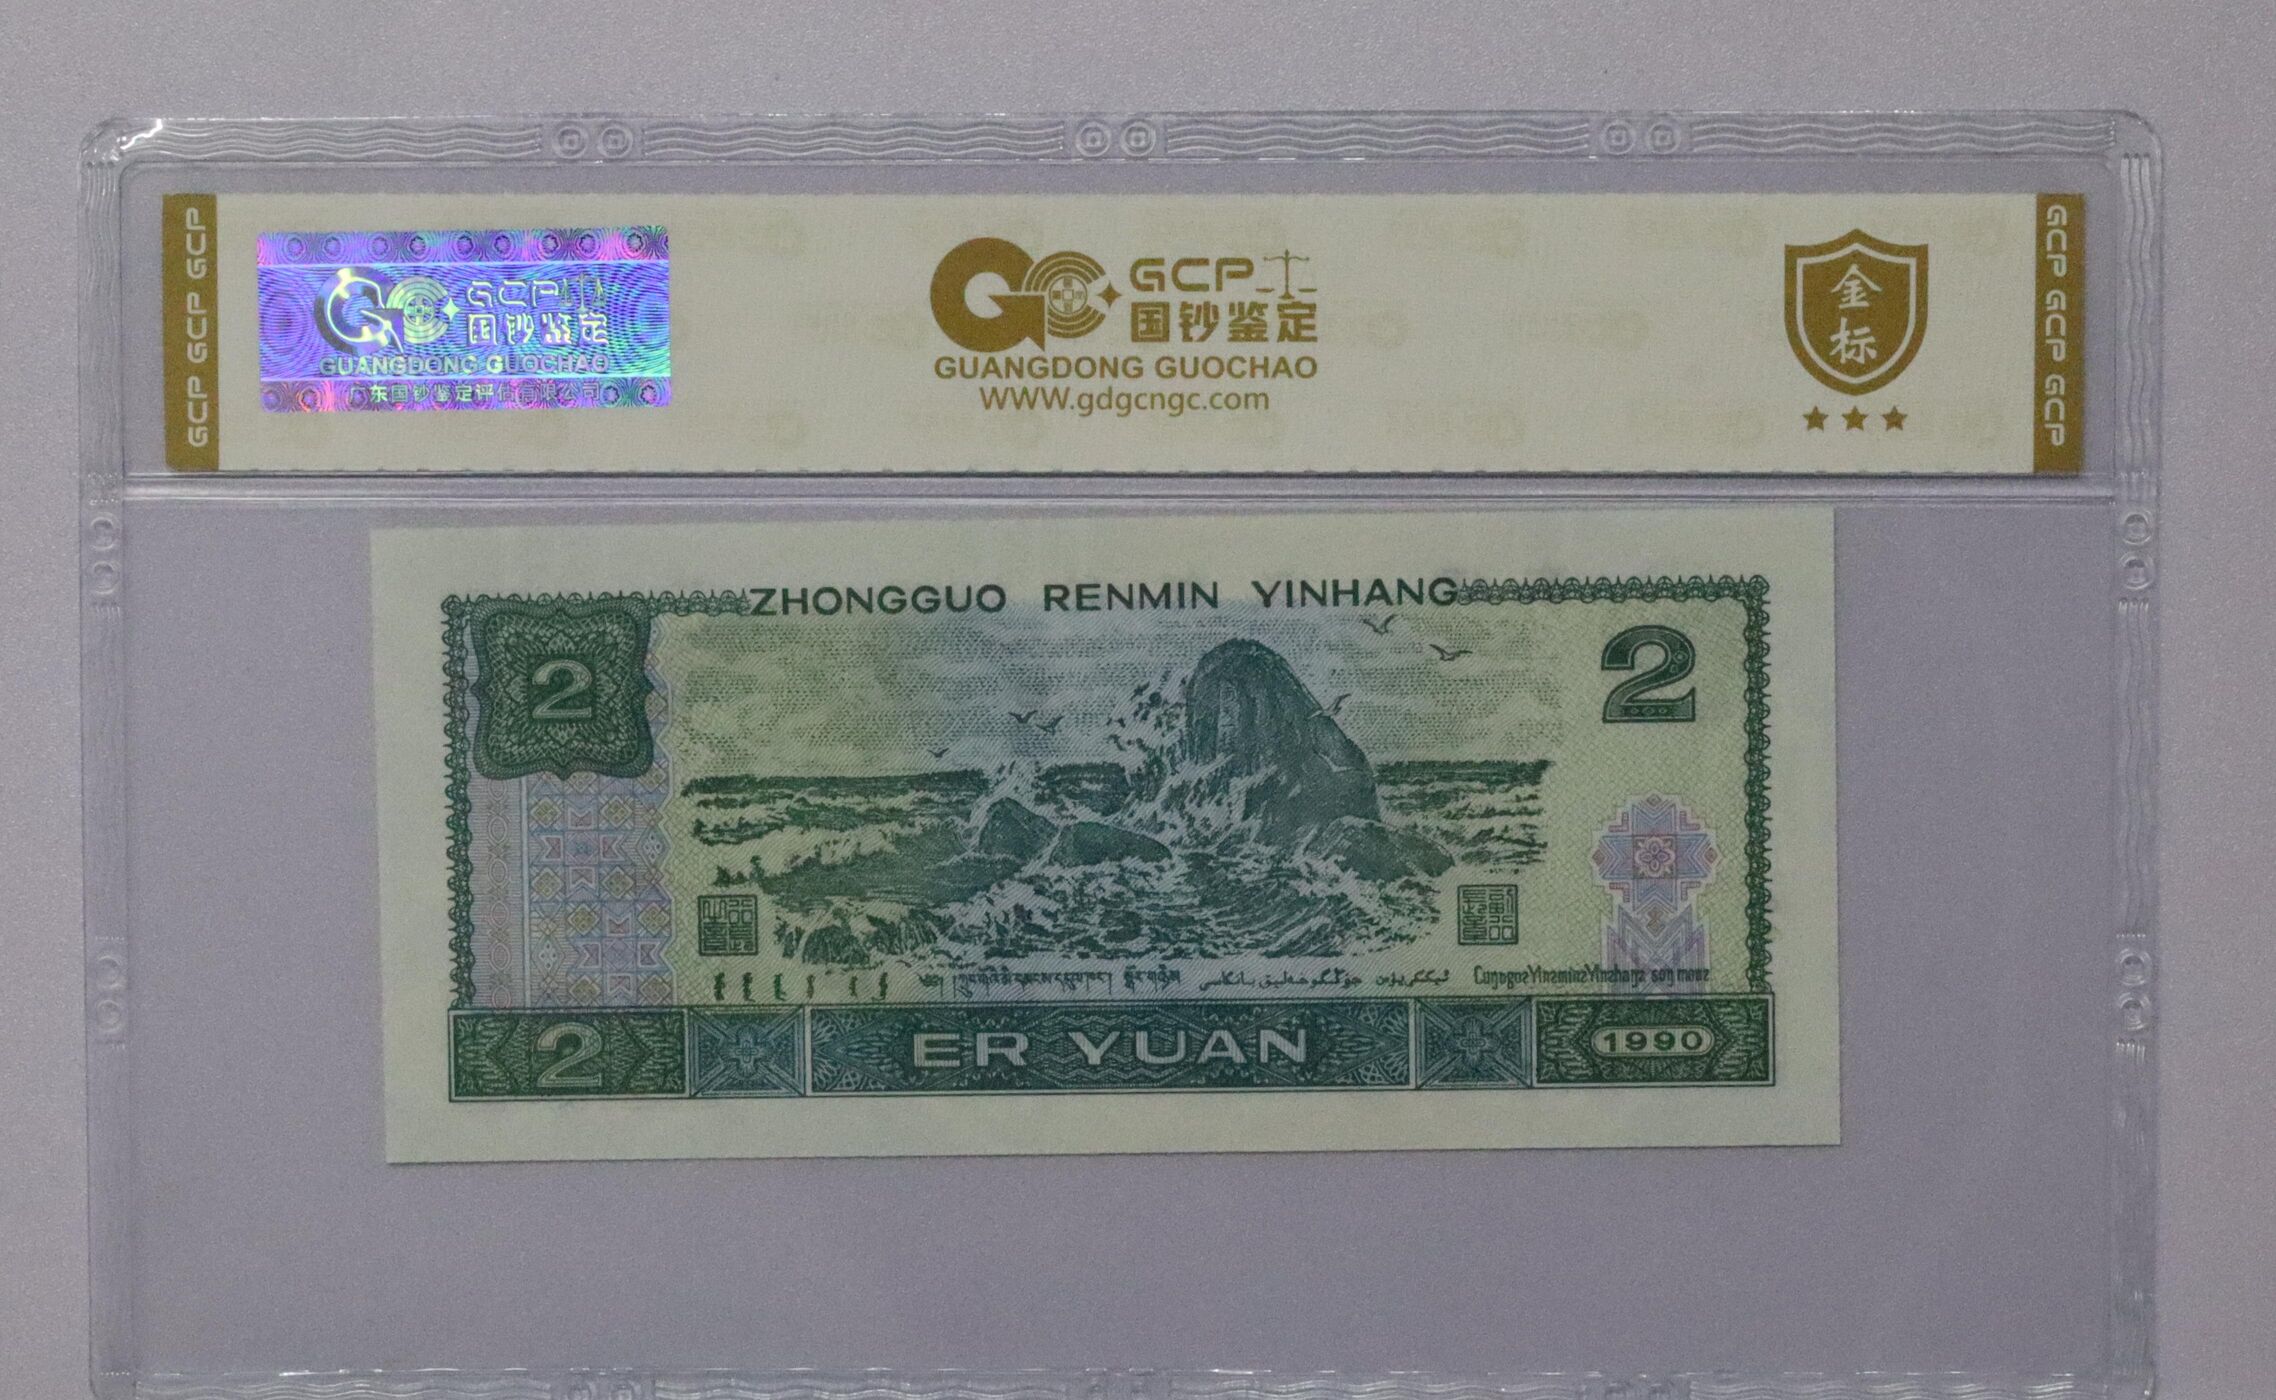 GCP GCP GCP
GCP
国钞鉴定
GUANGDONG GUOCHAO
广东国钞鉴定评估有限公司
GCP
国钞鉴定
GUANGDONG GUOCHAO
WWW.gdgcngc.com
金
标
GCP GCP GCP
ZHONGGUO RENMIN YINHANG
2
2
2
ER YUAN
1990